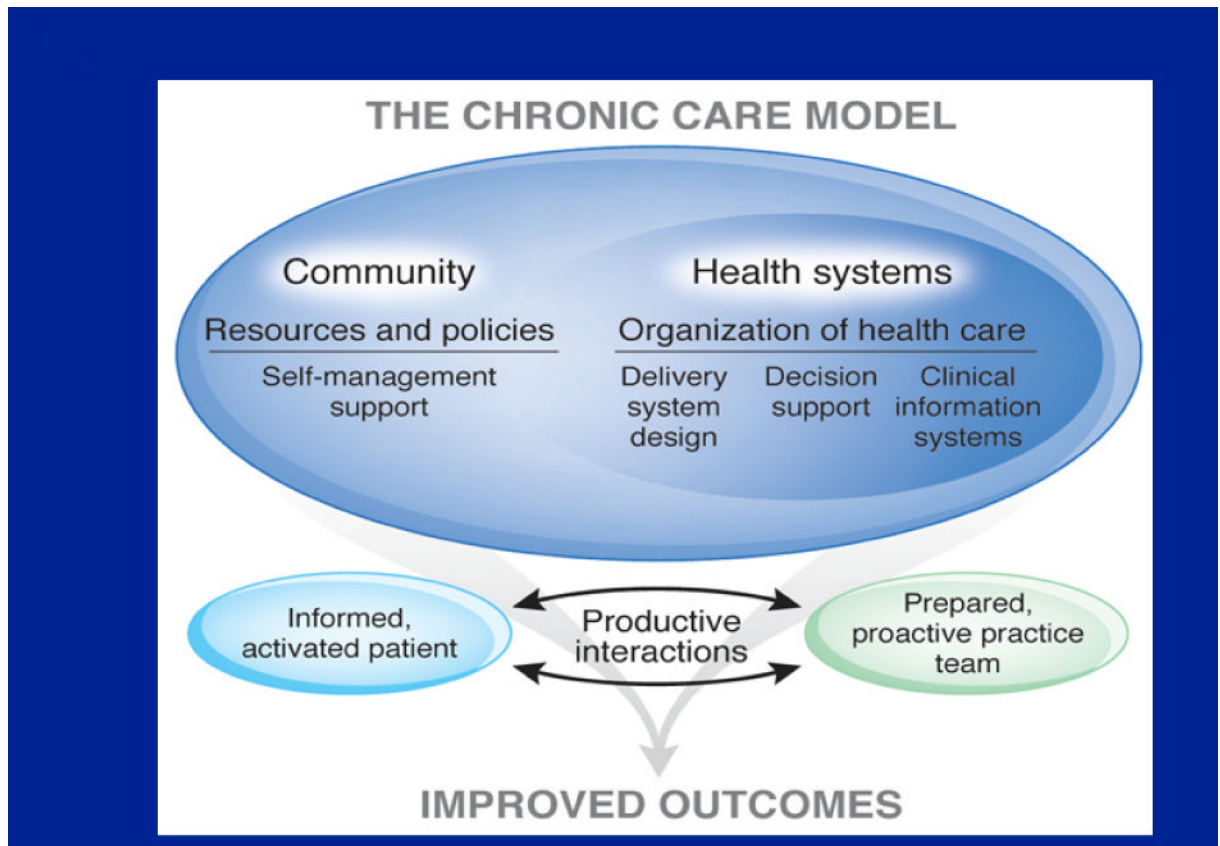 THE CHRONIC CARE MODEL
Community
Resources and policies
Self-management
support
Health systems
Organization of health care
Delivery
system
design
Decision
support
Clinical
information
systems
Informed,
activated patient
Productive
interactions
Prepared,
proactive practice
team
IMPROVED OUTCOMES